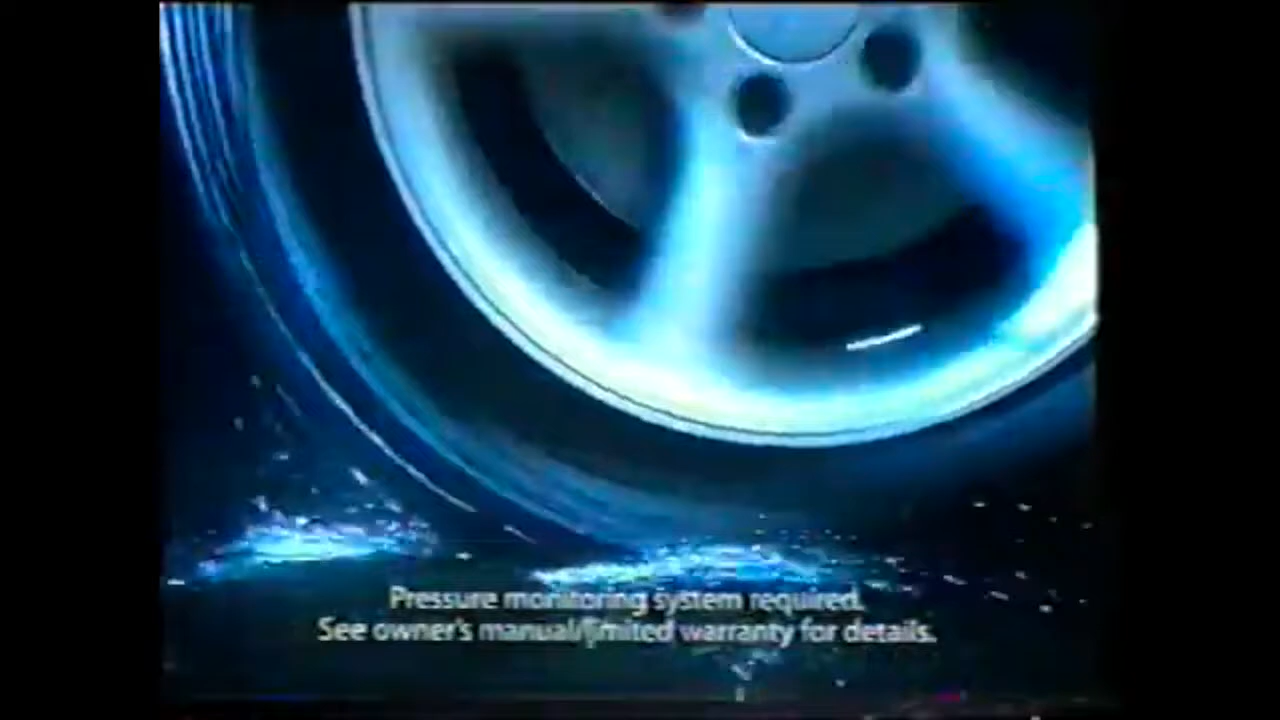 Pressure monitoring system required.
See owner's manual/limited warranty for details.